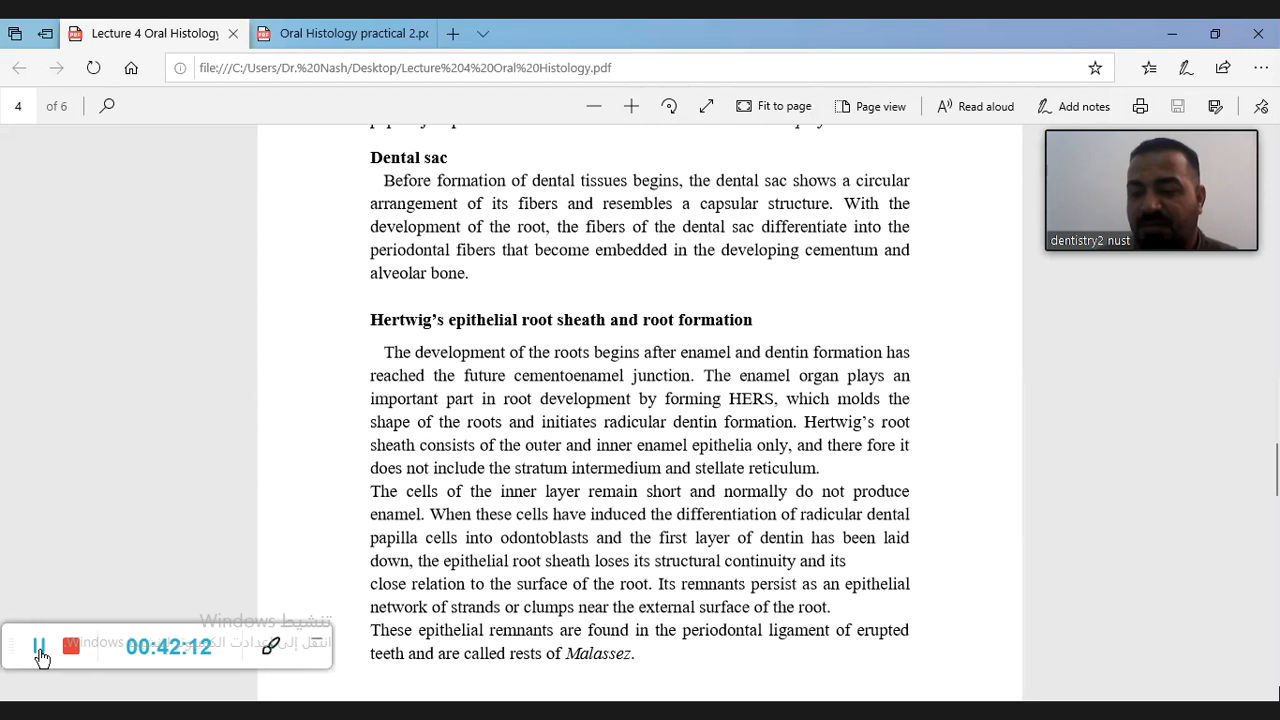 Lecture 4 Oral Histology
Oral Histology practical 2.pd
file:///C:/Users/Dr.%20Nash/Desktop/Lecture%204%20Oral%20Histology.pdf
4 of 6
Fit to page
Page view
Read aloud
Add notes
Dental sac
Before formation of dental tissues begins, the dental sac shows a circular
arrangement of its fibers and resembles a capsular structure. With the
development of the root, the fibers of the dental sac differentiate into the
periodontal fibers that become embedded in the developing cementum and
alveolar bone.
dentistry2 nust
Hertwig's epithelial root sheath and root formation
The development of the roots begins after enamel and dentin formation has
reached the future cementoenamel junction. The enamel organ plays an
important part in root development by forming HERS, which molds the
shape of the roots and initiates radicular dentin formation. Hertwig's root
sheath consists of the outer and inner enamel epithelia only, and there fore it
does not include the stratum intermedium and stellate reticulum.
The cells of the inner layer remain short and normally do not produce
enamel. When these cells have induced the differentiation of radicular dental
papilla cells into odontoblasts and the first layer of dentin has been laid
down, the epithelial root sheath loses its structural continuity and its
close relation to the surface of the root. Its remnants persist as an epithelial
network of strands or clumps near the external surface of the root.
These epithelial remnants are found in the periodontal ligament of erupted
teeth and are called rests of Malassez.
تنشيط Windows
انتقل إلى Windows.
00:42:12